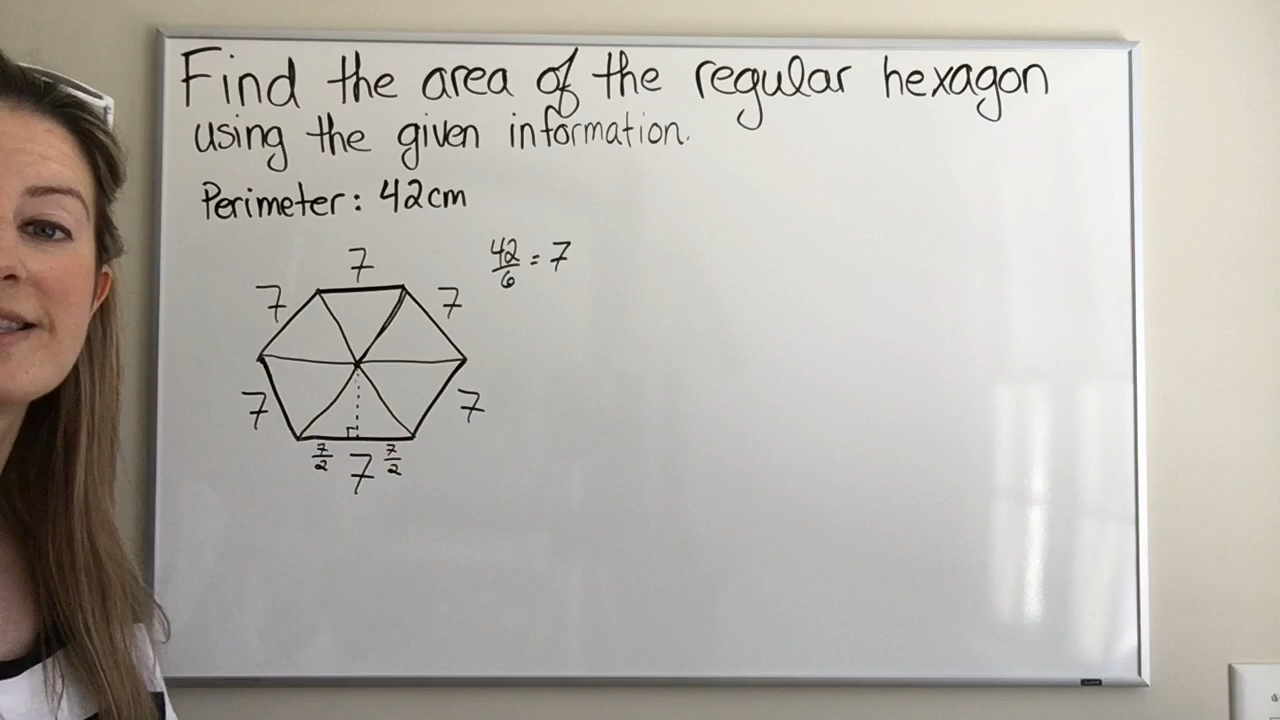 Find the area of the regular hexagon
using the given information.
Perimeter: 42cm
42/6 = 7
7
7
7
7
7
7/2 7 7/2